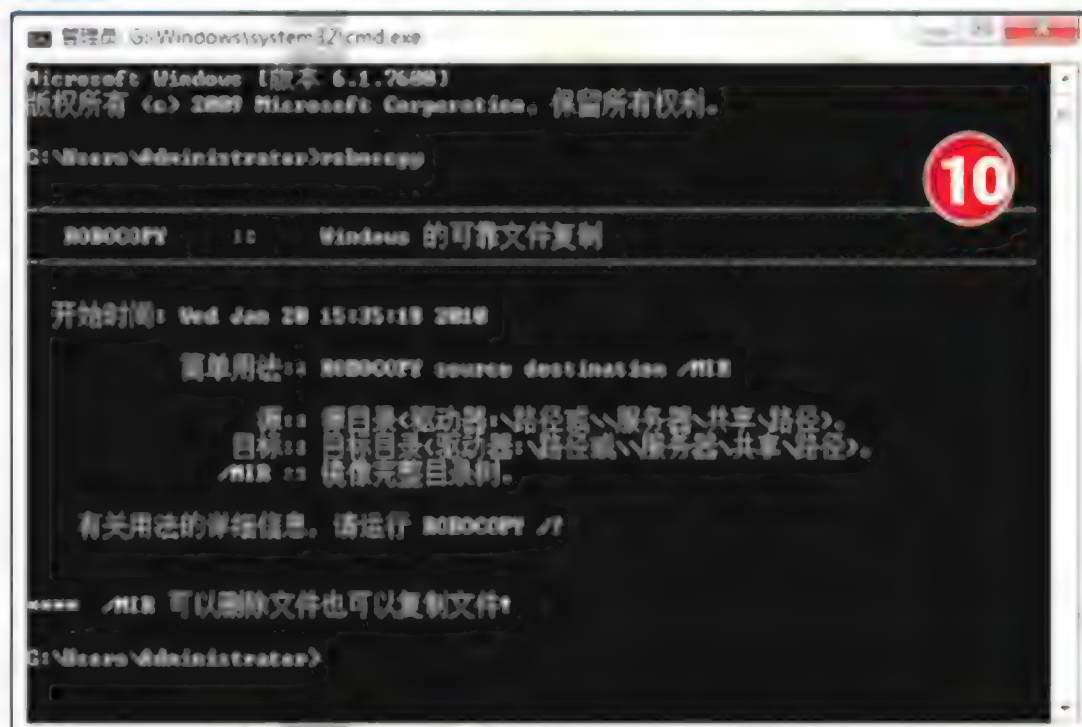 管理员: G:\Windows\system32\cmd.exe
Microsoft Windows [版本 6.1.7600]
版权所有 (c) 2009 Microsoft Corporation。保留所有权利。
G:\Users\Administrator>robocopy
10
ROBOCOPY :: Windows 的可靠文件复制
开始时间: Wed Jan 20 15:35:18 2010
简单用法:: ROBOCOPY source destination /MIR
源:: 源目录(驱动器:\路径或\\服务器\共享\路径)。
目标:: 目标目录(驱动器:\路径或\\服务器\共享\路径)。
/MIR :: 镜像完整目录树。
有关用法的详细信息，请运行 ROBOCOPY /?
**** /MIR 可以删除文件也可以复制文件!
G:\Users\Administrator>